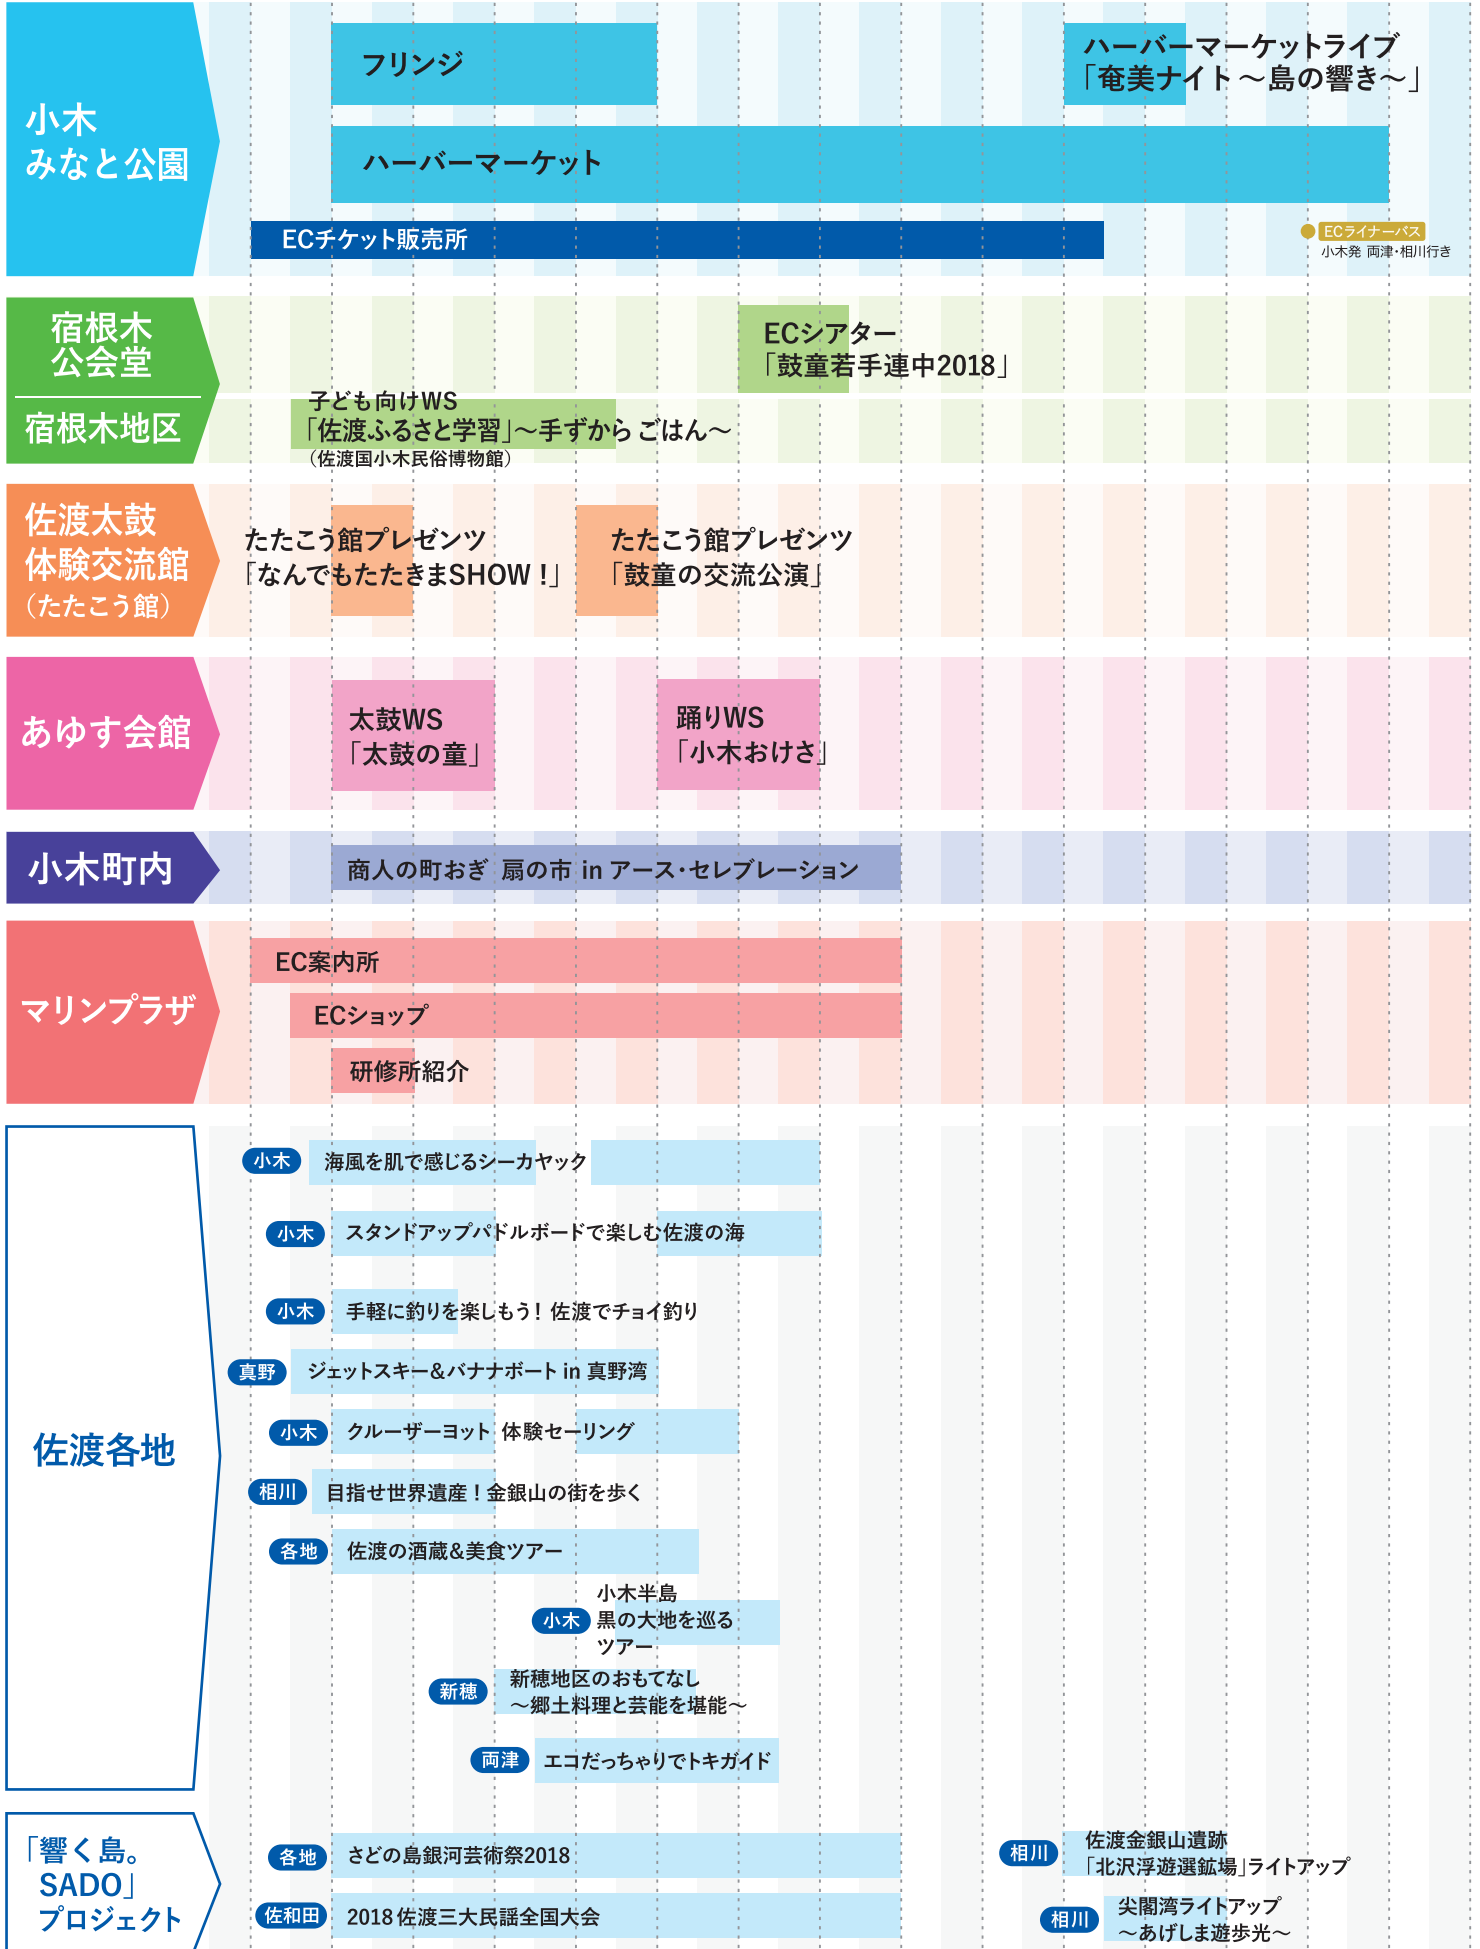 小木
みなと公園
フリンジ
ハーバーマーケットライブ
「奄美ナイト ～島の響き～」
ハーバーマーケット
ECチケット販売所
ECライナーバス
小木発 両津・相川行き
宿根木
公会堂
ECシアター
「鼓童若手連中2018」
宿根木地区
子ども向けWS
「佐渡ふるさと学習」～手ずから ごはん～
（佐渡国小木民俗博物館）
佐渡太鼓
体験交流館
（たたこう館）
たたこう館プレゼンツ
「なんでもたたきまSHOW！」
たたこう館プレゼンツ
「鼓童の交流公演」
あゆす会館
太鼓WS
「太鼓の童」
踊りWS
「小木おけさ」
小木町内
商人の町おぎ 扇の市 in アース・セレブレーション
マリンプラザ
EC案内所
ECショップ
研修所紹介
佐渡各地
小木 海風を肌で感じるシーカヤック
小木 スタンドアップパドルボードで楽しむ佐渡の海
小木 手軽に釣りを楽しもう！ 佐渡でチョイ釣り
真野 ジェットスキー＆バナナボート in 真野湾
小木 クルーザーヨット 体験セーリング
相川 目指せ世界遺産！金銀山の街を歩く
各地 佐渡の酒蔵＆美食ツアー
小木 小木半島
黒の大地を巡る
ツアー
新穂 新穂地区のおもてなし
～郷土料理と芸能を堪能～
両津 エコだっちゃりでトキガイド
「響く島。
SADO」
プロジェクト
各地 さどの島銀河芸術祭2018
佐和田 2018 佐渡三大民謡全国大会
相川 佐渡金銀山遺跡
「北沢浮遊選鉱場」ライトアップ
相川 尖閣湾ライトアップ
～あげしま遊歩光～